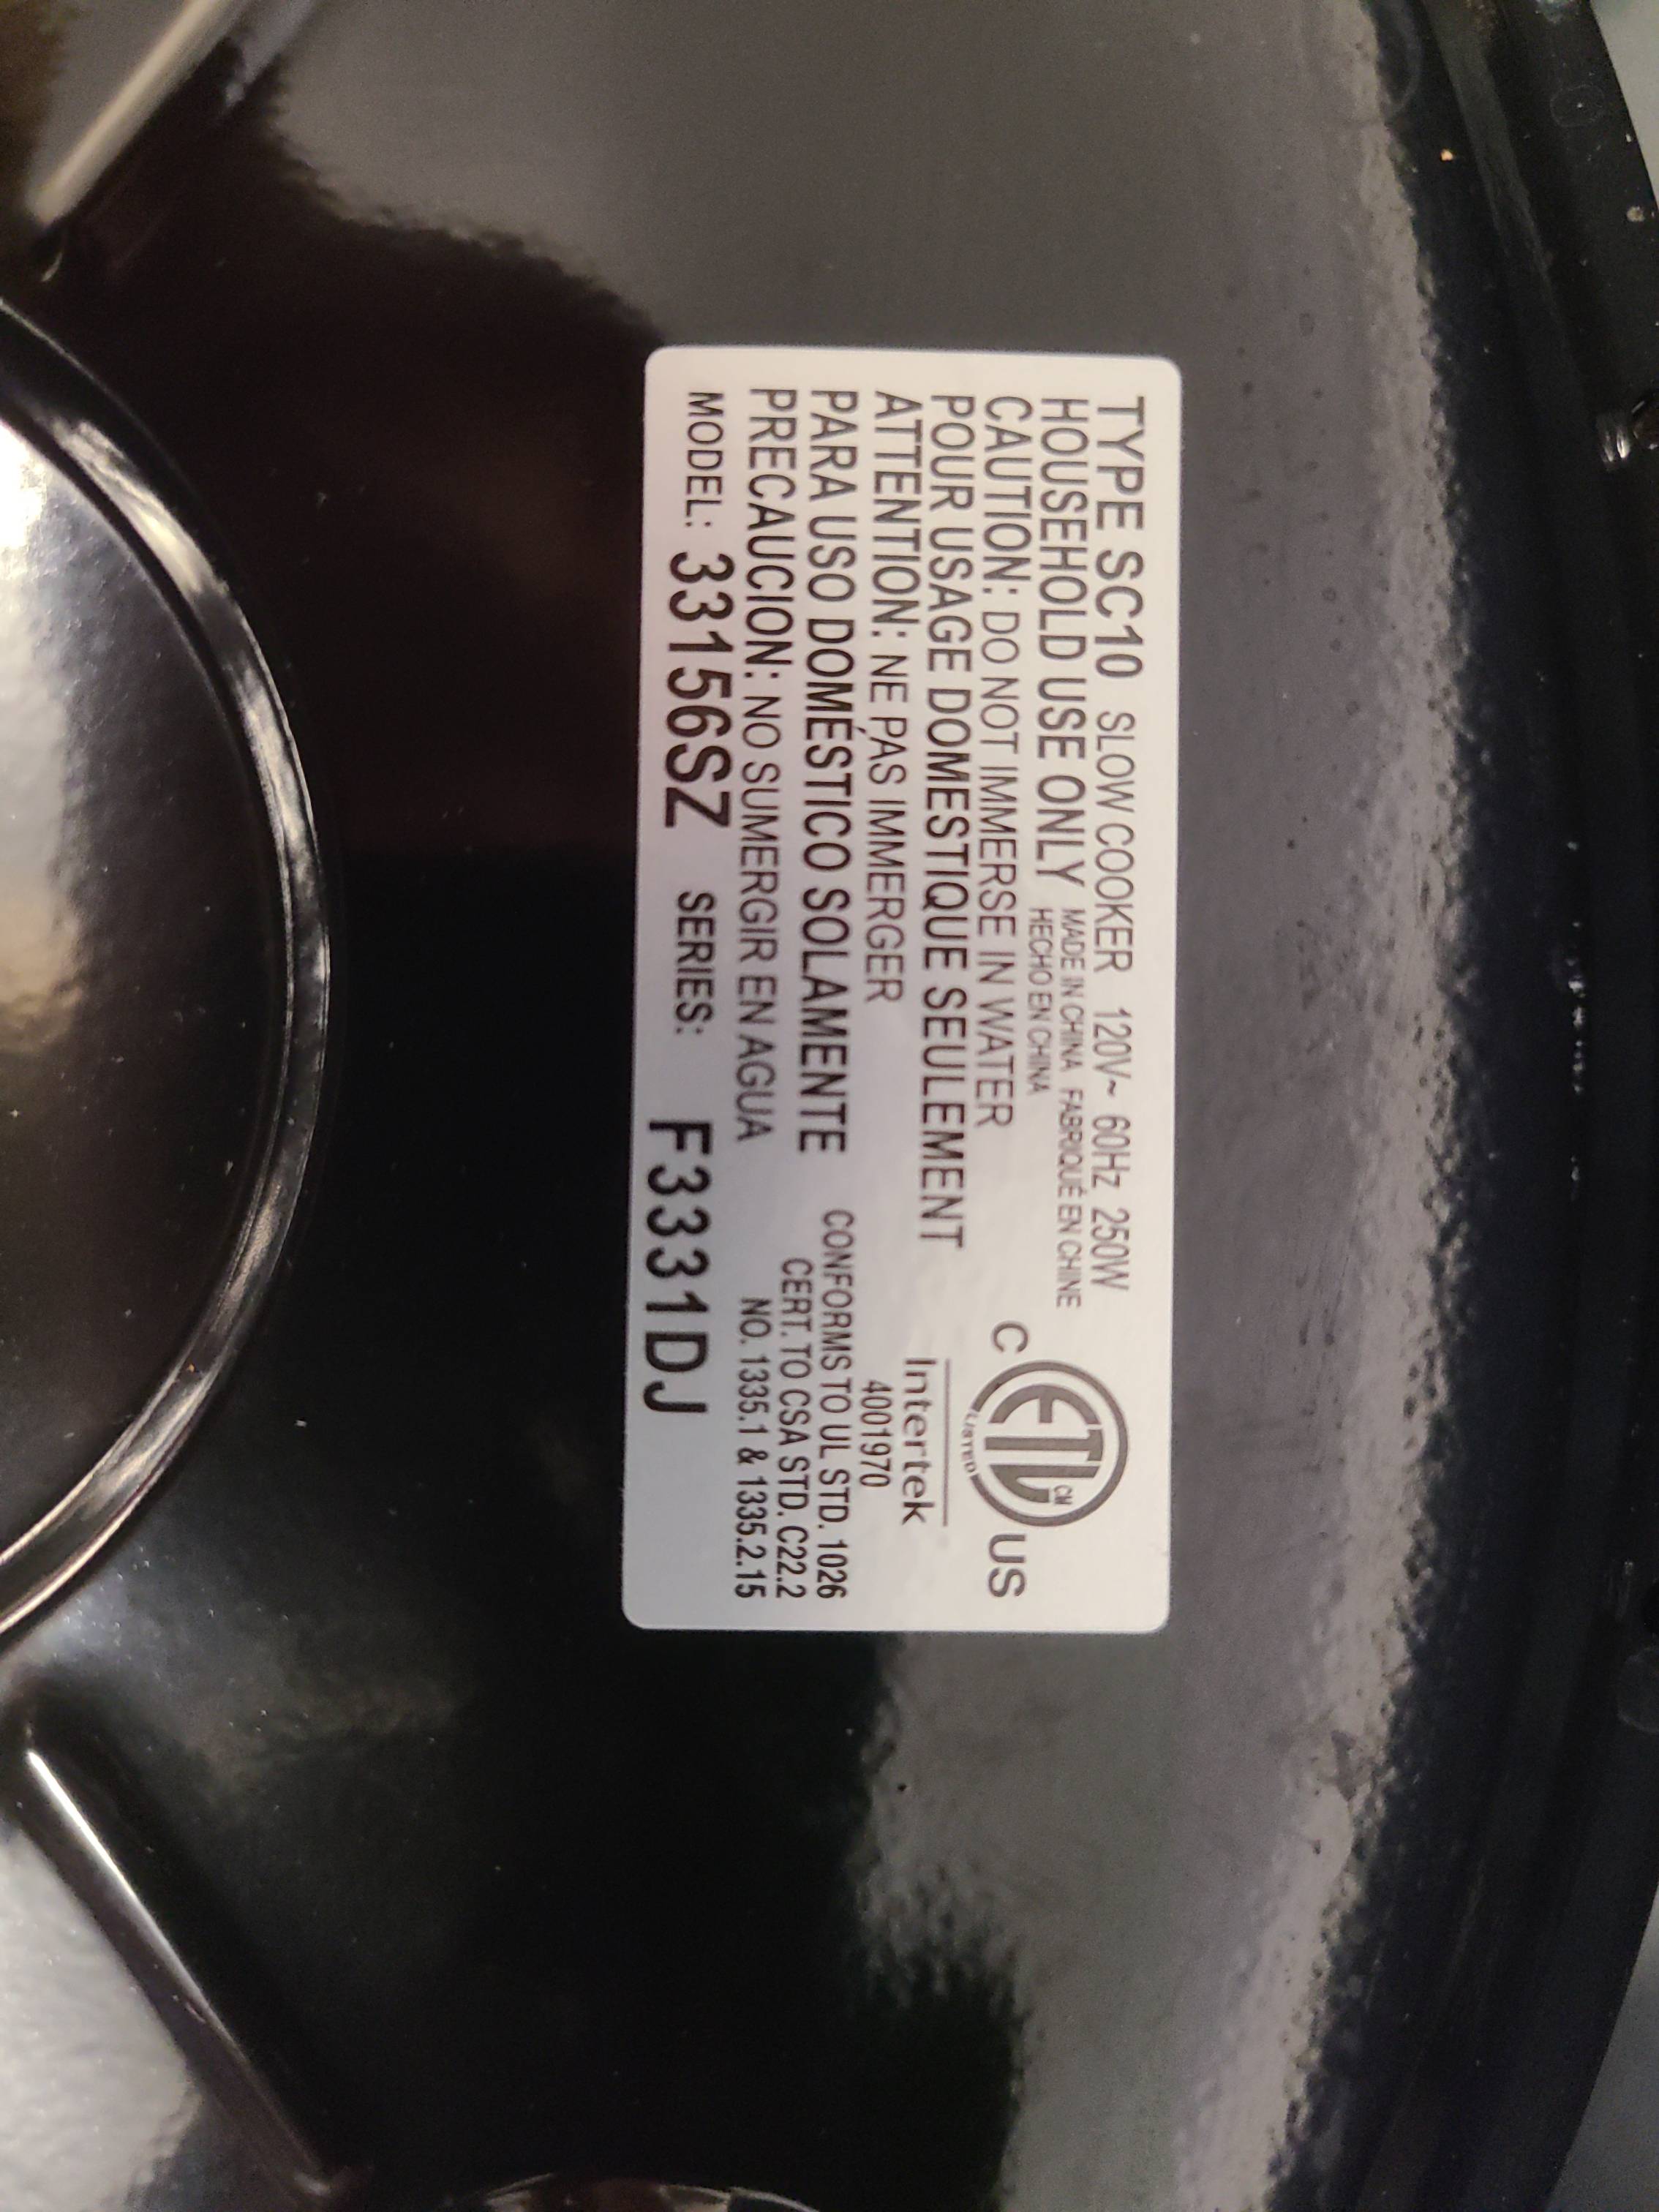 TYPE SC10 SLOW COOKER 120V~ 60Hz 250W
HOUSEHOLD USE ONLY MADE IN CHINA FABRIQUÉ EN CHINE
HECHO EN CHINA
CAUTION: DO NOT IMMERSE IN WATER
POUR USAGE DOMESTIQUE SEULEMENT
ATTENTION: NE PAS IMMERGER
PARA USO DOMÉSTICO SOLAMENTE
PRECAUCION: NO SUMERGIR EN AGUA
MODEL: 33156SZ SERIES: F3331DJ
C ETL CM US
LISTED
Intertek
4001970
CONFORMS TO UL STD. 1026
CERT. TO CSA STD. C22.2
NO. 1335.1 & 1335.2.15